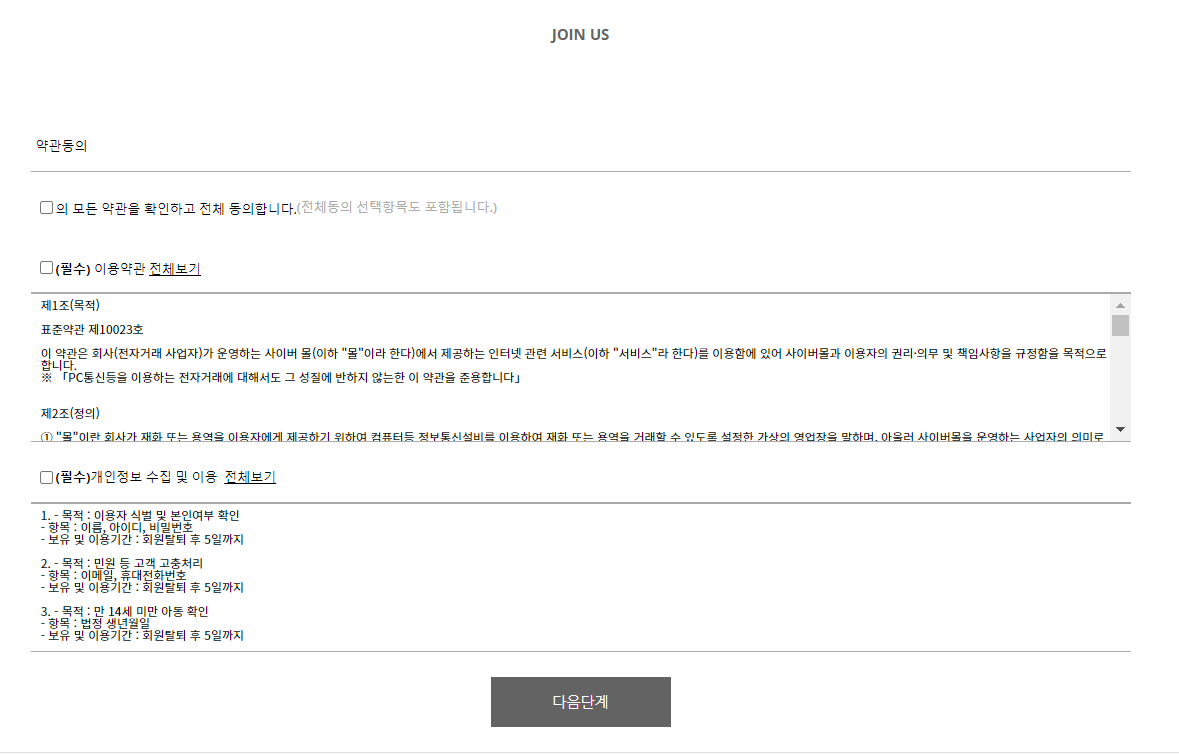 JOIN US
약관동의
의 모든 약관을 확인하고 전체 동의합니다.(전체동의 선택항목도 포함됩니다.)
(필수) 이용약관 전체보기
제1조(목적)
표준약관 제10023호
이 약관은 회사(전자거래 사업자)가 운영하는 사이버 몰(이하 "몰"이라 한다)에서 제공하는 인터넷 관련 서비스(이하 "서비스"라 한다)를 이용함에 있어 사이버몰과 이용자의 권리·의무 및 책임사항을 규정함을 목적으로
합니다.
※ 「PC통신등을 이용하는 전자거래에 대해서도 그 성질에 반하지 않는한 이 약관을 준용합니다」
제2조(정의)
① "몰"이란 회사가 재화 또는 용역을 이용자에게 제공하기 위하여 컴퓨터등 정보통신설비를 이용하여 재화 또는 용역을 거래할 수 있도록 설정한 가상의 영업장을 말하며, 아울러 사이버몰을 운영하는 사업자의 의미로
(필수)개인정보 수집 및 이용 전체보기
1. - 목적 : 이용자 식별 및 본인여부 확인
- 항목 : 이름, 아이디, 비밀번호
- 보유 및 이용기간 : 회원탈퇴 후 5일까지
2. - 목적 : 민원 등 고객 고충처리
- 항목 : 이메일, 휴대전화번호
- 보유 및 이용기간 : 회원탈퇴 후 5일까지
3. - 목적 : 만 14세 미만 아동 확인
- 항목 : 법정 생년월일
- 보유 및 이용기간 : 회원탈퇴 후 5일까지
다음단계